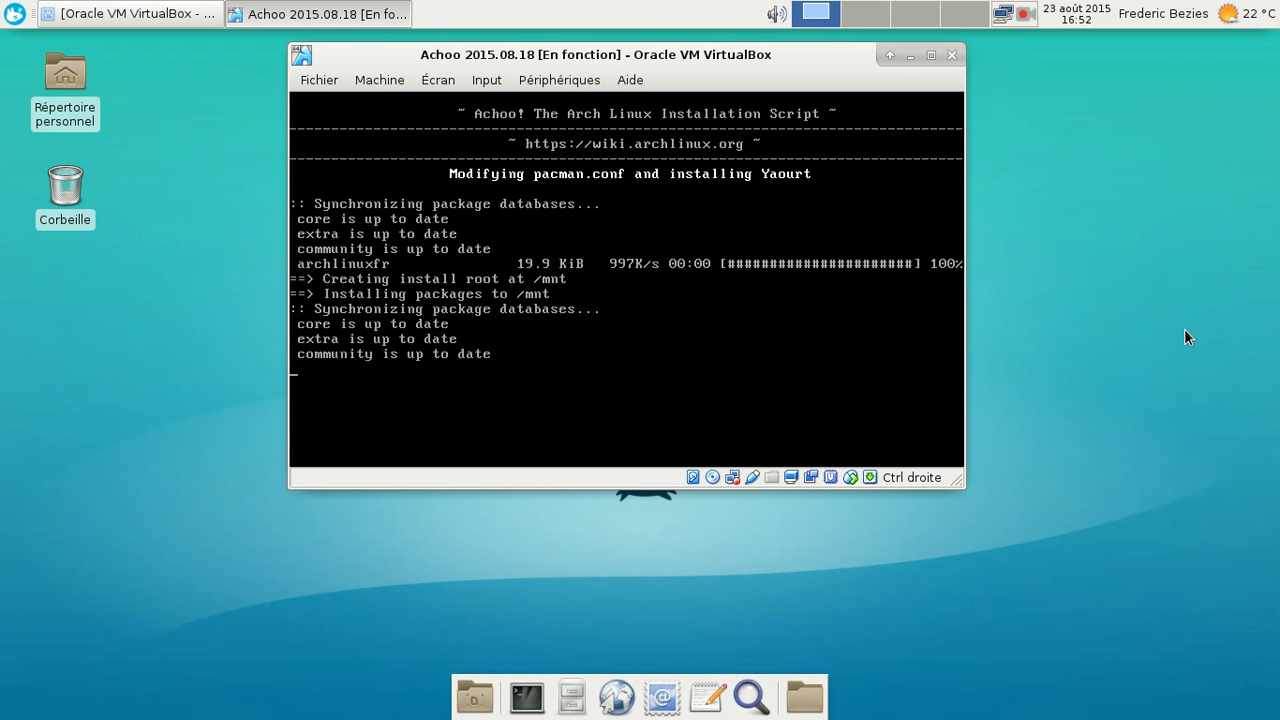 [Oracle VM VirtualBox - ...
Achoo 2015.08.18 [En fo...
23 août 2015
16:52
Frederic Bezies
22 °C
Répertoire
personnel
Corbeille
Achoo 2015.08.18 [En fonction] - Oracle VM VirtualBox
Fichier Machine Écran Input Périphériques Aide
~ Achoo! The Arch Linux Installation Script ~
~ https://wiki.archlinux.org ~
Modifying pacman.conf and installing Yaourt
:: Synchronizing package databases...
core is up to date
extra is up to date
community is up to date
archlinuxfr 19.9 KiB 997K/s 00:00 [######################] 100%
==> Creating install root at /mnt
==> Installing packages to /mnt
:: Synchronizing package databases...
core is up to date
extra is up to date
community is up to date
Ctrl droite